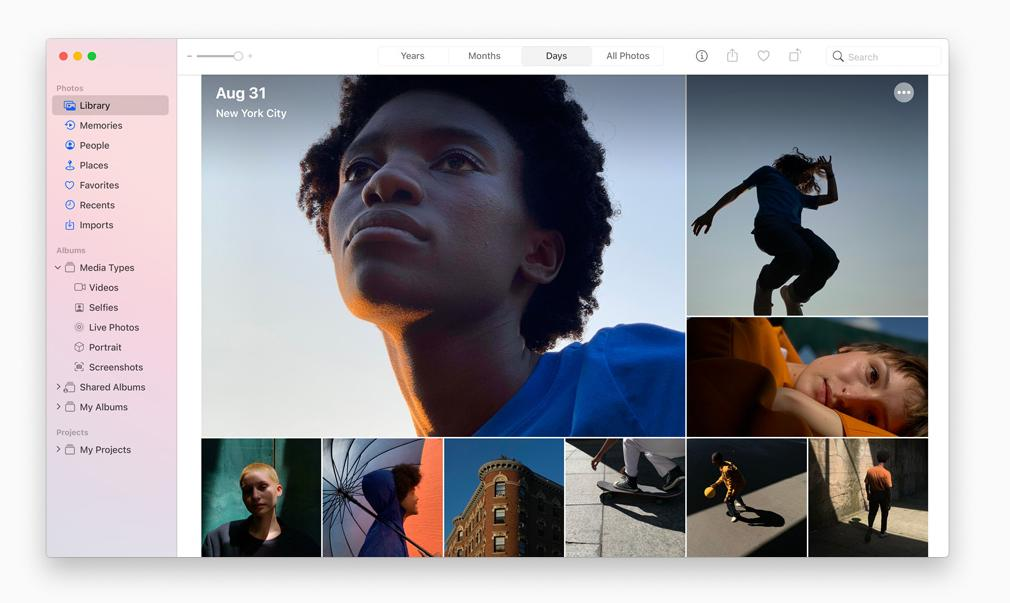 Years
Months
Days
All Photos
Search
Photos
Library
Memories
People
Places
Favorites
Recents
Imports
Albums
Media Types
Videos
Selfies
Live Photos
Portrait
Screenshots
Shared Albums
My Albums
Projects
My Projects
Aug 31
New York City